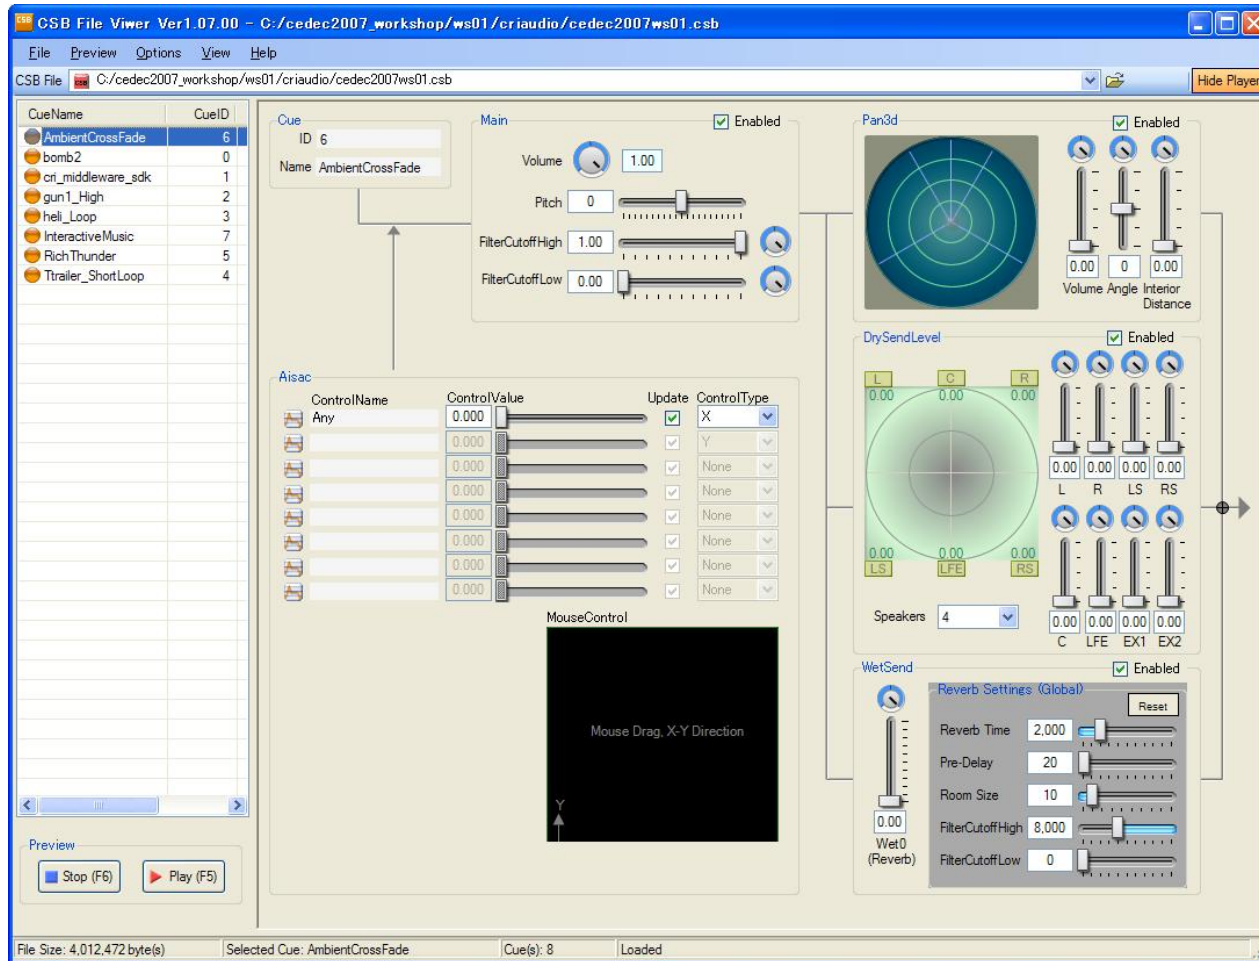 CSB File Viwer Ver1.07.00 - C:/cedec2007_workshop/ws01/criaudio/cedec2007ws01.csb
File Preview Options View Help
CSB File C:/cedec2007_workshop/ws01/criaudio/cedec2007ws01.csb Hide Player
CueName CueID
AmbientCrossFade 6
bomb2 0
cri_middleware_sdk 1
gun1_High 2
heli_Loop 3
InteractiveMusic 7
RichThunder 5
Ttrailer_ShortLoop 4
Preview
Stop (F6) Play (F5)
Cue
ID 6
Name AmbientCrossFade
Main Enabled
Volume 1.00
Pitch 0
FilterCutoffHigh 1.00
FilterCutoffLow 0.00
Aisac
ControlName ControlValue Update ControlType
Any 0.000 X
0.000 Y
0.000 None
0.000 None
0.000 None
0.000 None
0.000 None
0.000 None
MouseControl
Mouse Drag, X-Y Direction
Y
Pan3d Enabled
0.00 0 0.00
Volume Angle Interior
Distance
DrySendLevel Enabled
L C R
0.00 0.00 0.00
0.00 0.00 0.00 0.00
L R LS RS
0.00 0.00 0.00
LS LFE RS
Speakers 4
0.00 0.00 0.00 0.00
C LFE EX1 EX2
WetSend Enabled
0.00
Wet0
(Reverb)
Reverb Settings (Global)
Reset
Reverb Time 2,000
Pre-Delay 20
Room Size 10
FilterCutoffHigh 8,000
FilterCutoffLow 0
File Size: 4,012,472 byte(s) Selected Cue: AmbientCrossFade Cue(s): 8 Loaded